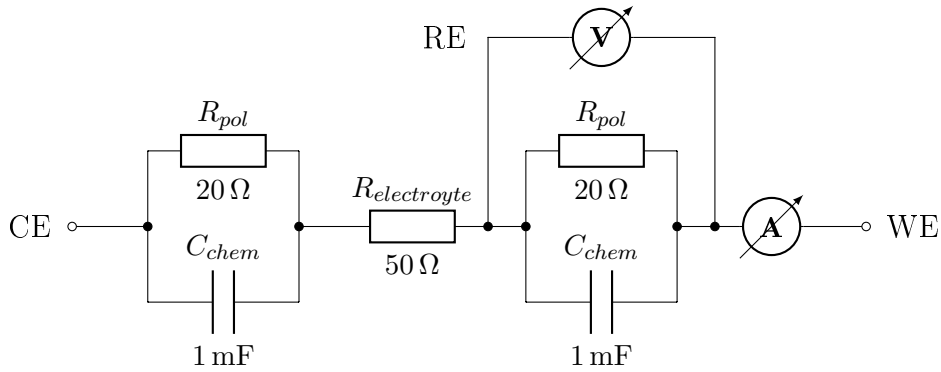 RE
V
R_pol
20 Ω
R_electroyte
50 Ω
R_pol
20 Ω
CE
C_chem
1 mF
C_chem
1 mF
A
WE